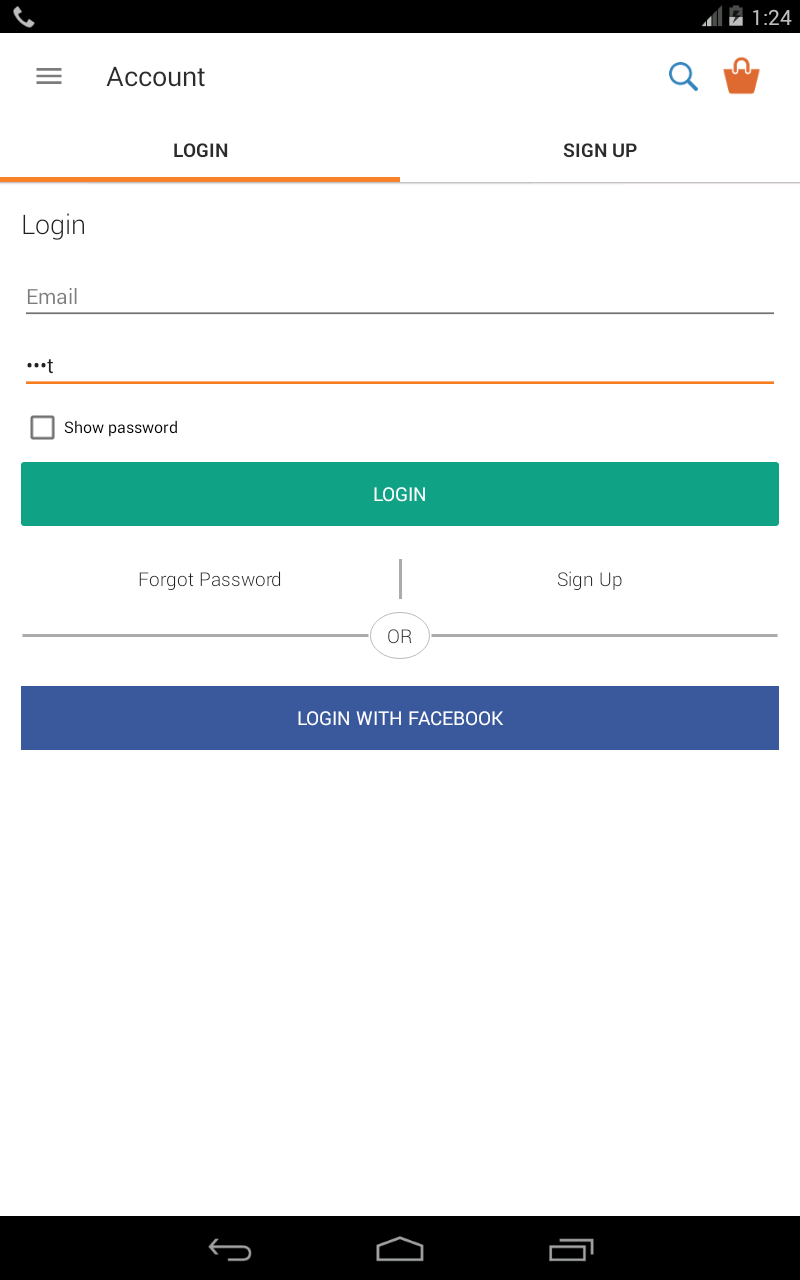 1:24
Account
LOGIN
SIGN UP
Login
Email
•••t
Show password
LOGIN
Forgot Password
Sign Up
OR
LOGIN WITH FACEBOOK